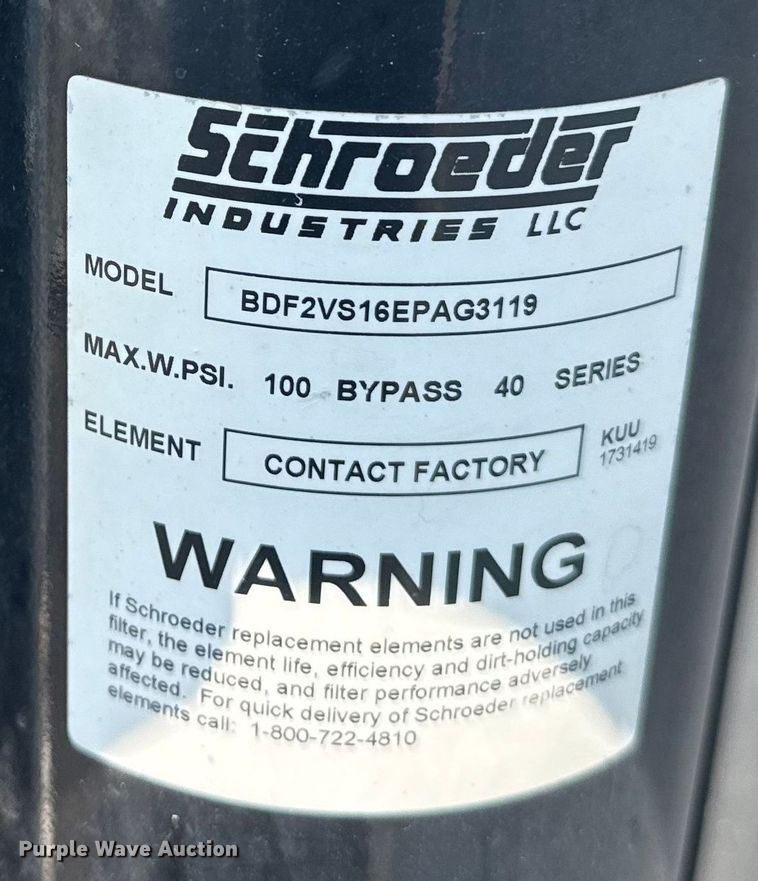 Schroeder
INDUSTRIES LLC
MODEL BDF2VS16EPAG3119
MAX.W.PSI. 100 BYPASS 40 SERIES
ELEMENT CONTACT FACTORY KUU
1731419
WARNING
If Schroeder replacement elements are not used in this
filter, the element life, efficiency and dirt-holding capacity
may be reduced, and filter performance adversely
affected. For quick delivery of Schroeder replacement
elements call: 1-800-722-4810
Purple Wave Auction